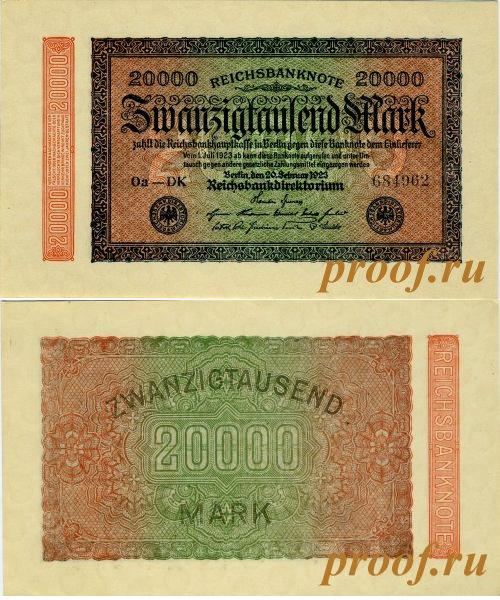 20000 REICHSBANKNOTE 20000
Zwanzigtausend Mark
zahlt die Reichsbankhauptkasse in Berlin gegen diese Banknote dem Einlieferer
Vom 1. Juli 1923 ab kann diese Banknote aufgerufen und unter Um-
tausch gegen andere gesetzliche Zahlungsmittel eingezogen werden
Berlin, den 20. Februar 1923
Oa-DK Reichsbankdirektorium 684962
20000 20000
proof.ru
ZWANZIGTAUSEND
20000
MARK
REICHSBANKNOTE
proof.ru